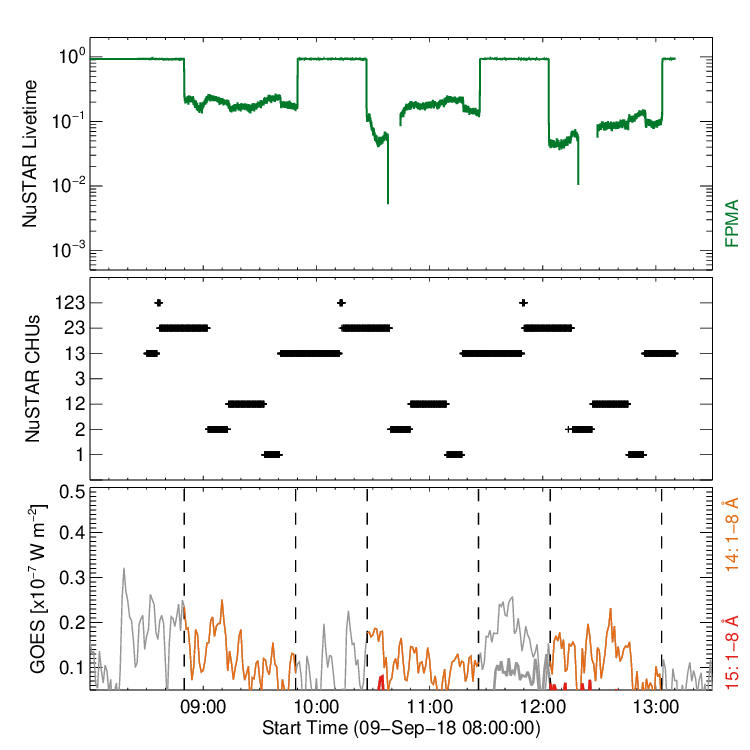 NuSTAR Livetime
10⁰
10⁻¹
10⁻²
10⁻³
FPMA
NuSTAR CHUs
123
23
13
3
12
2
1
GOES [x10⁻⁷ W m⁻²]
0.5
0.4
0.3
0.2
0.1
14: 1−8 Å
15: 1−8 Å
09:00 10:00 11:00 12:00 13:00
Start Time (09−Sep−18 08:00:00)